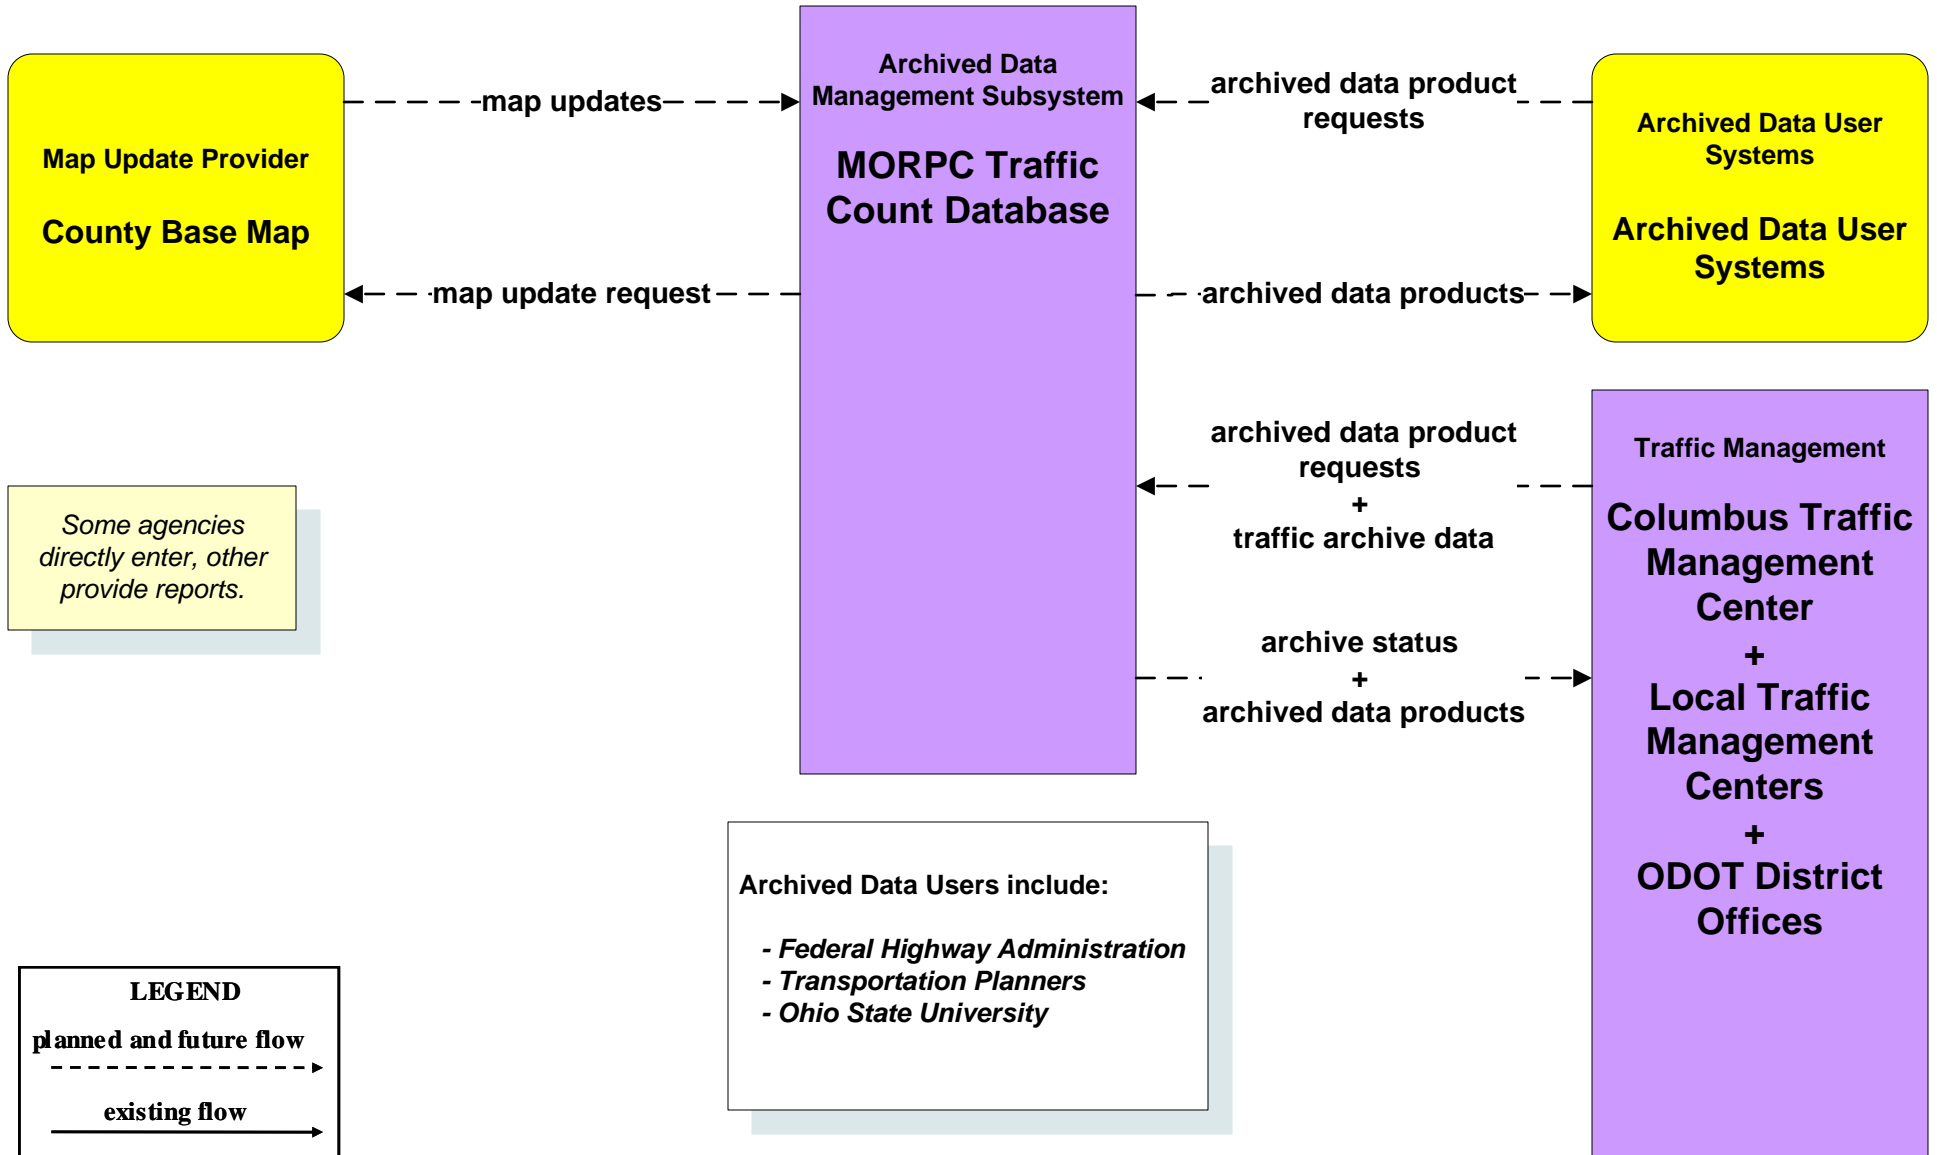 Map Update Provider
County Base Map
map updates
map update request
Archived Data
Management Subsystem
MORPC Traffic
Count Database
archived data product
requests
archived data products
Archived Data User
Systems
Archived Data User
Systems
archived data product
requests
+
traffic archive data
archive status
+
archived data products
Traffic Management
Columbus Traffic
Management
Center
+
Local Traffic
Management
Centers
+
ODOT District
Offices
Some agencies
directly enter, other
provide reports.
Archived Data Users include:
- Federal Highway Administration
- Transportation Planners
- Ohio State University
LEGEND
planned and future flow
existing flow